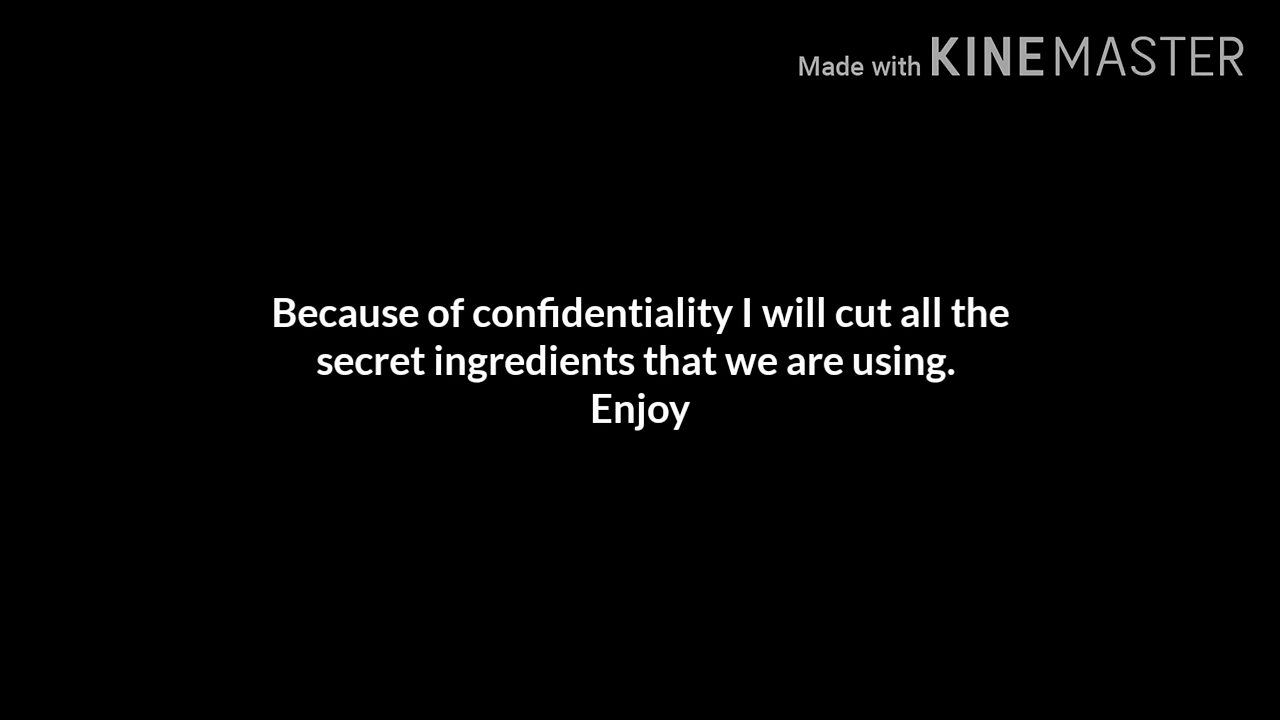 Made with KINEMASTER
Because of confidentiality I will cut all the
secret ingredients that we are using.
Enjoy